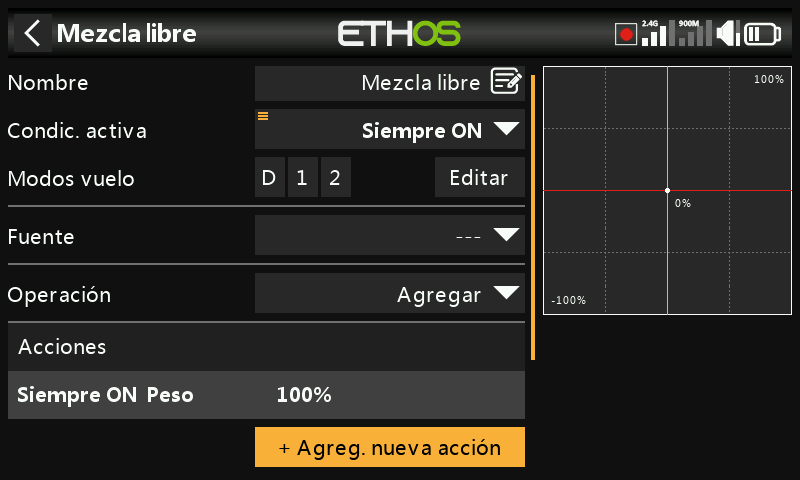 Mezcla libre
ETHOS
2.4G
900M
Nombre
Mezcla libre
Condic. activa
Siempre ON
Modos vuelo
D 1 2
Editar
Fuente
---
Operación
Agregar
Acciones
Siempre ON Peso 100%
+ Agreg. nueva acción
100%
0%
-100%